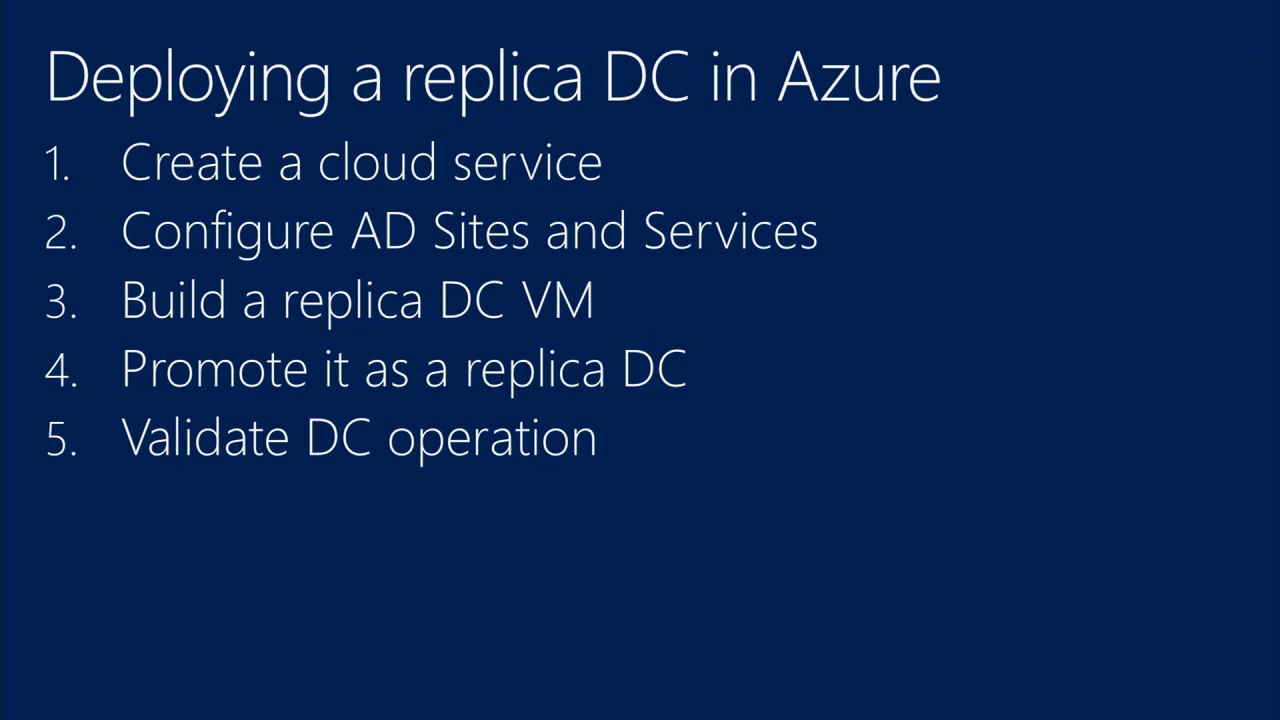 Deploying a replica DC in Azure
1. Create a cloud service
2. Configure AD Sites and Services
3. Build a replica DC VM
4. Promote it as a replica DC
5. Validate DC operation